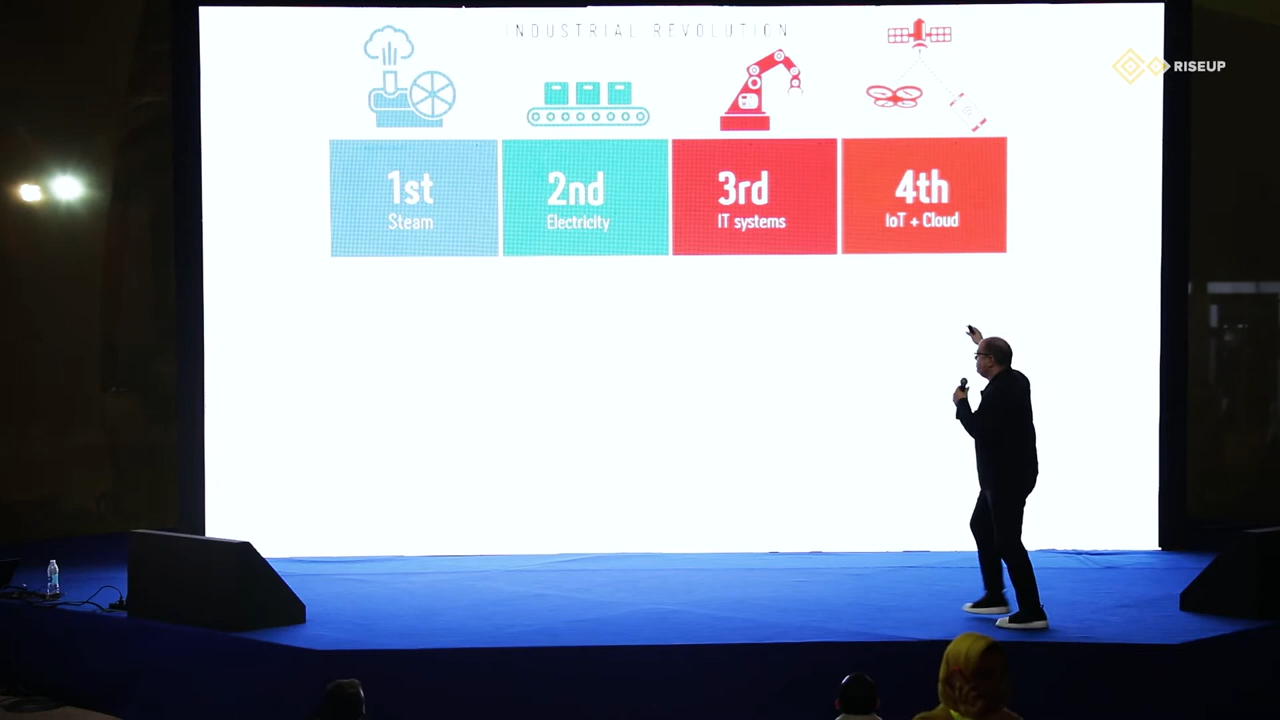 INDUSTRIAL REVOLUTION
RISEUP
1st
Steam
2nd
Electricity
3rd
IT systems
4th
IoT + Cloud